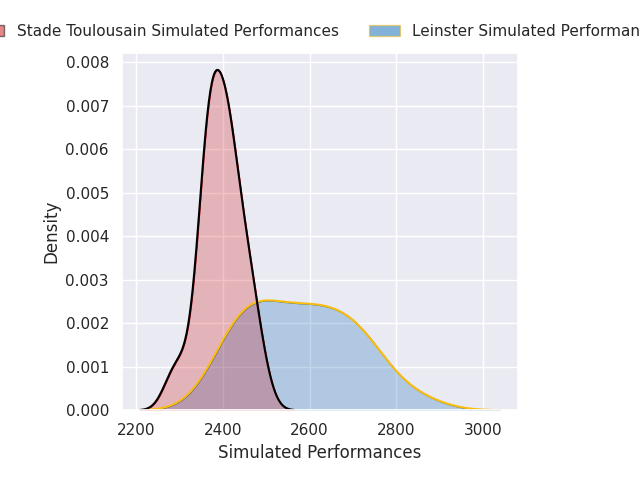 Stade Toulousain Simulated Performances
Leinster Simulated
0.008
0.007
0.006
0.005
0.004
0.003
0.002
0.001
0.000
Density
2200 2400 2600 2800 3000
Simulated Performances